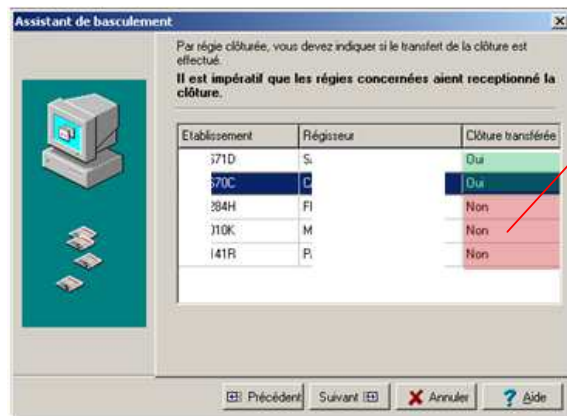 Assistant de basculement
Par régie clôturée, vous devez indiquer si le transfert de la clôture est
effectué.
Il est impératif que les régies concernées aient receptionné la
clôture.
Etablissement Régisseur Clôture transférée
571D S. Oui
570C C. Oui
284H Non
010K M Non
141R P. Non
Précédent Suivant Annuler ? Aide